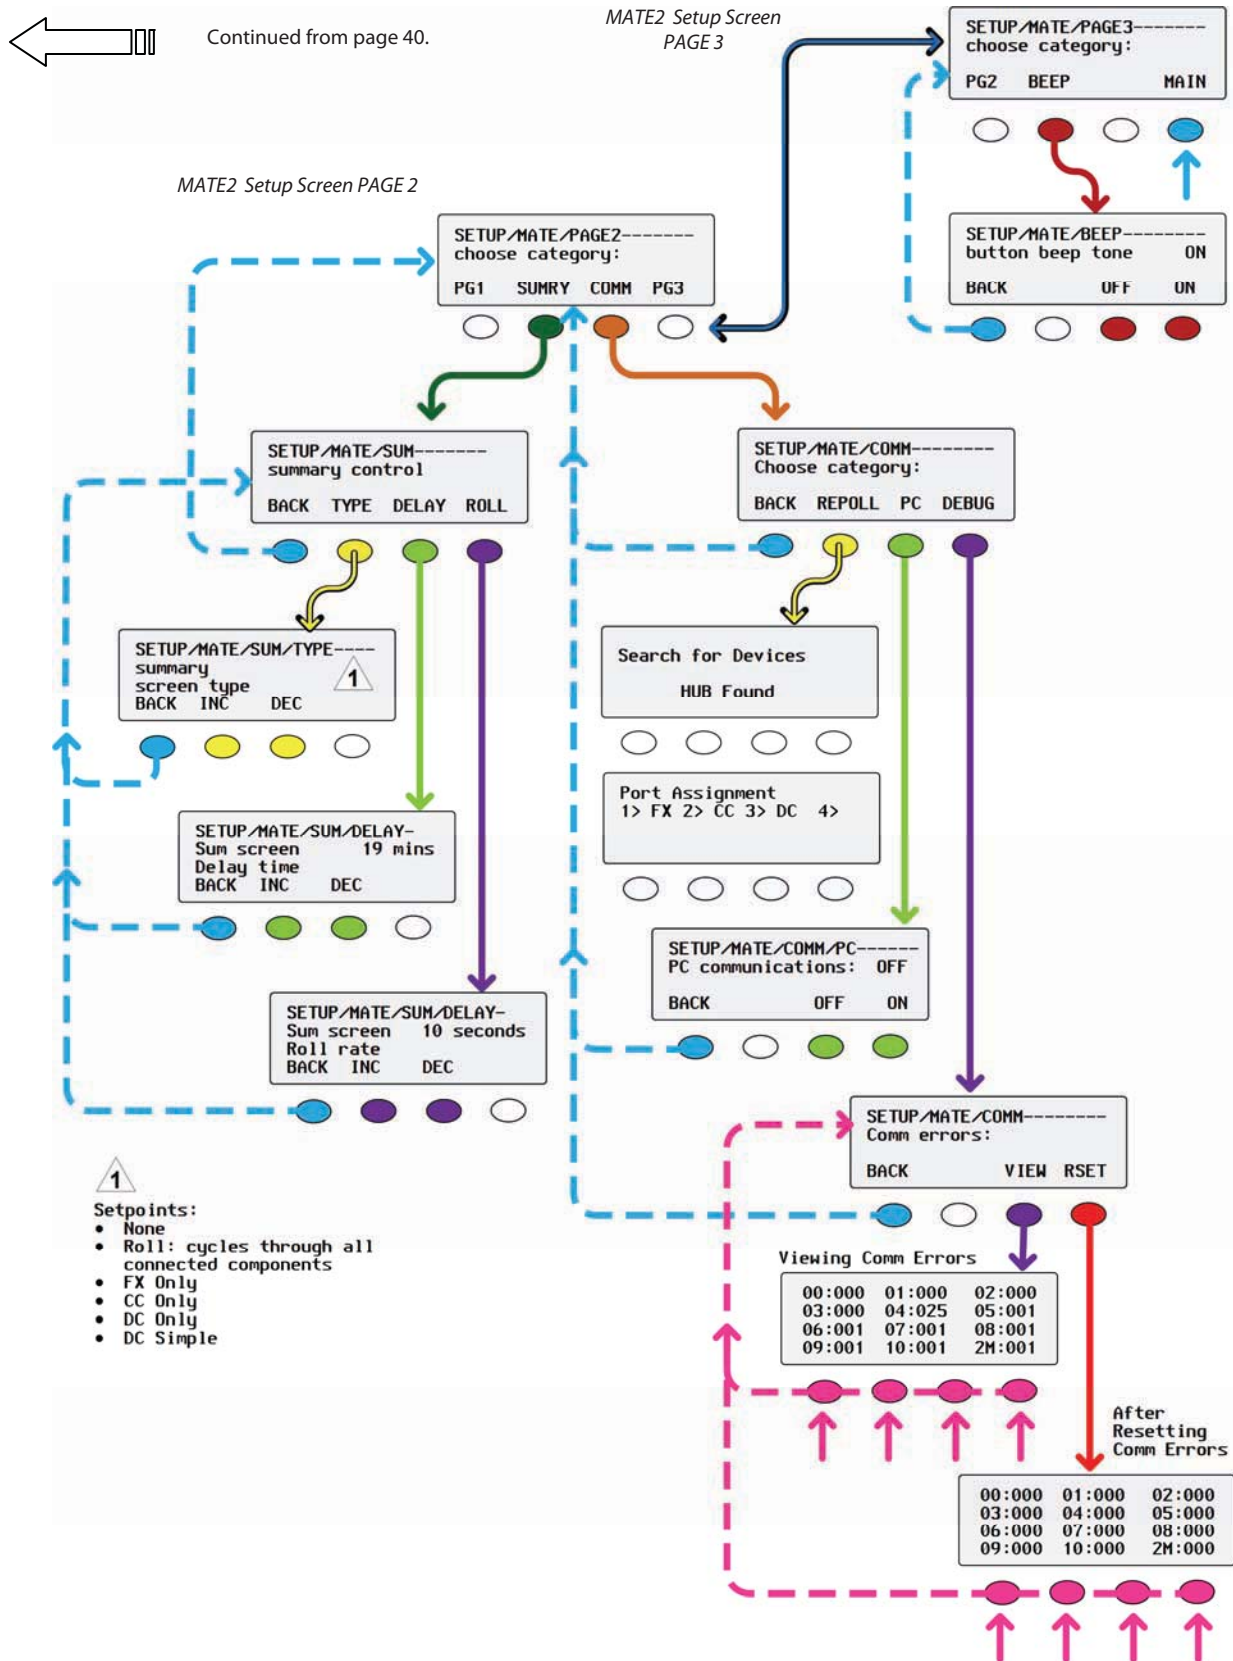 Continued from page 40.
MATE2 Setup Screen
PAGE 3
SETUP/MATE/PAGE3-------
choose category:
PG2 BEEP MAIN
MATE2 Setup Screen PAGE 2
SETUP/MATE/BEEP--------
button beep tone ON
BACK OFF ON
SETUP/MATE/PAGE2-------
choose category:
PG1 SUMRY COMM PG3
SETUP/MATE/SUM-------
summary control
BACK TYPE DELAY ROLL
SETUP/MATE/COMM--------
Choose category:
BACK REPOLL PC DEBUG
SETUP/MATE/SUM/TYPE----
summary
screen type
BACK INC DEC
1
Search for Devices
HUB Found
Port Assignment
1> FX 2> CC 3> DC 4>
SETUP/MATE/SUM/DELAY-
Sum screen 19 mins
Delay time
BACK INC DEC
SETUP/MATE/COMM/PC------
PC communications: OFF
BACK OFF ON
SETUP/MATE/SUM/DELAY-
Sum screen 10 seconds
Roll rate
BACK INC DEC
SETUP/MATE/COMM--------
Comm errors:
BACK VIEW RSET
1
Setpoints:
• None
• Roll: cycles through all
connected components
• FX Only
• CC Only
• DC Only
• DC Simple
Viewing Comm Errors
00:000 01:000 02:000
03:000 04:025 05:001
06:001 07:001 08:001
09:001 10:001 2M:001
After
Resetting
Comm Errors
00:000 01:000 02:000
03:000 04:000 05:000
06:000 07:000 08:000
09:000 10:000 2M:000